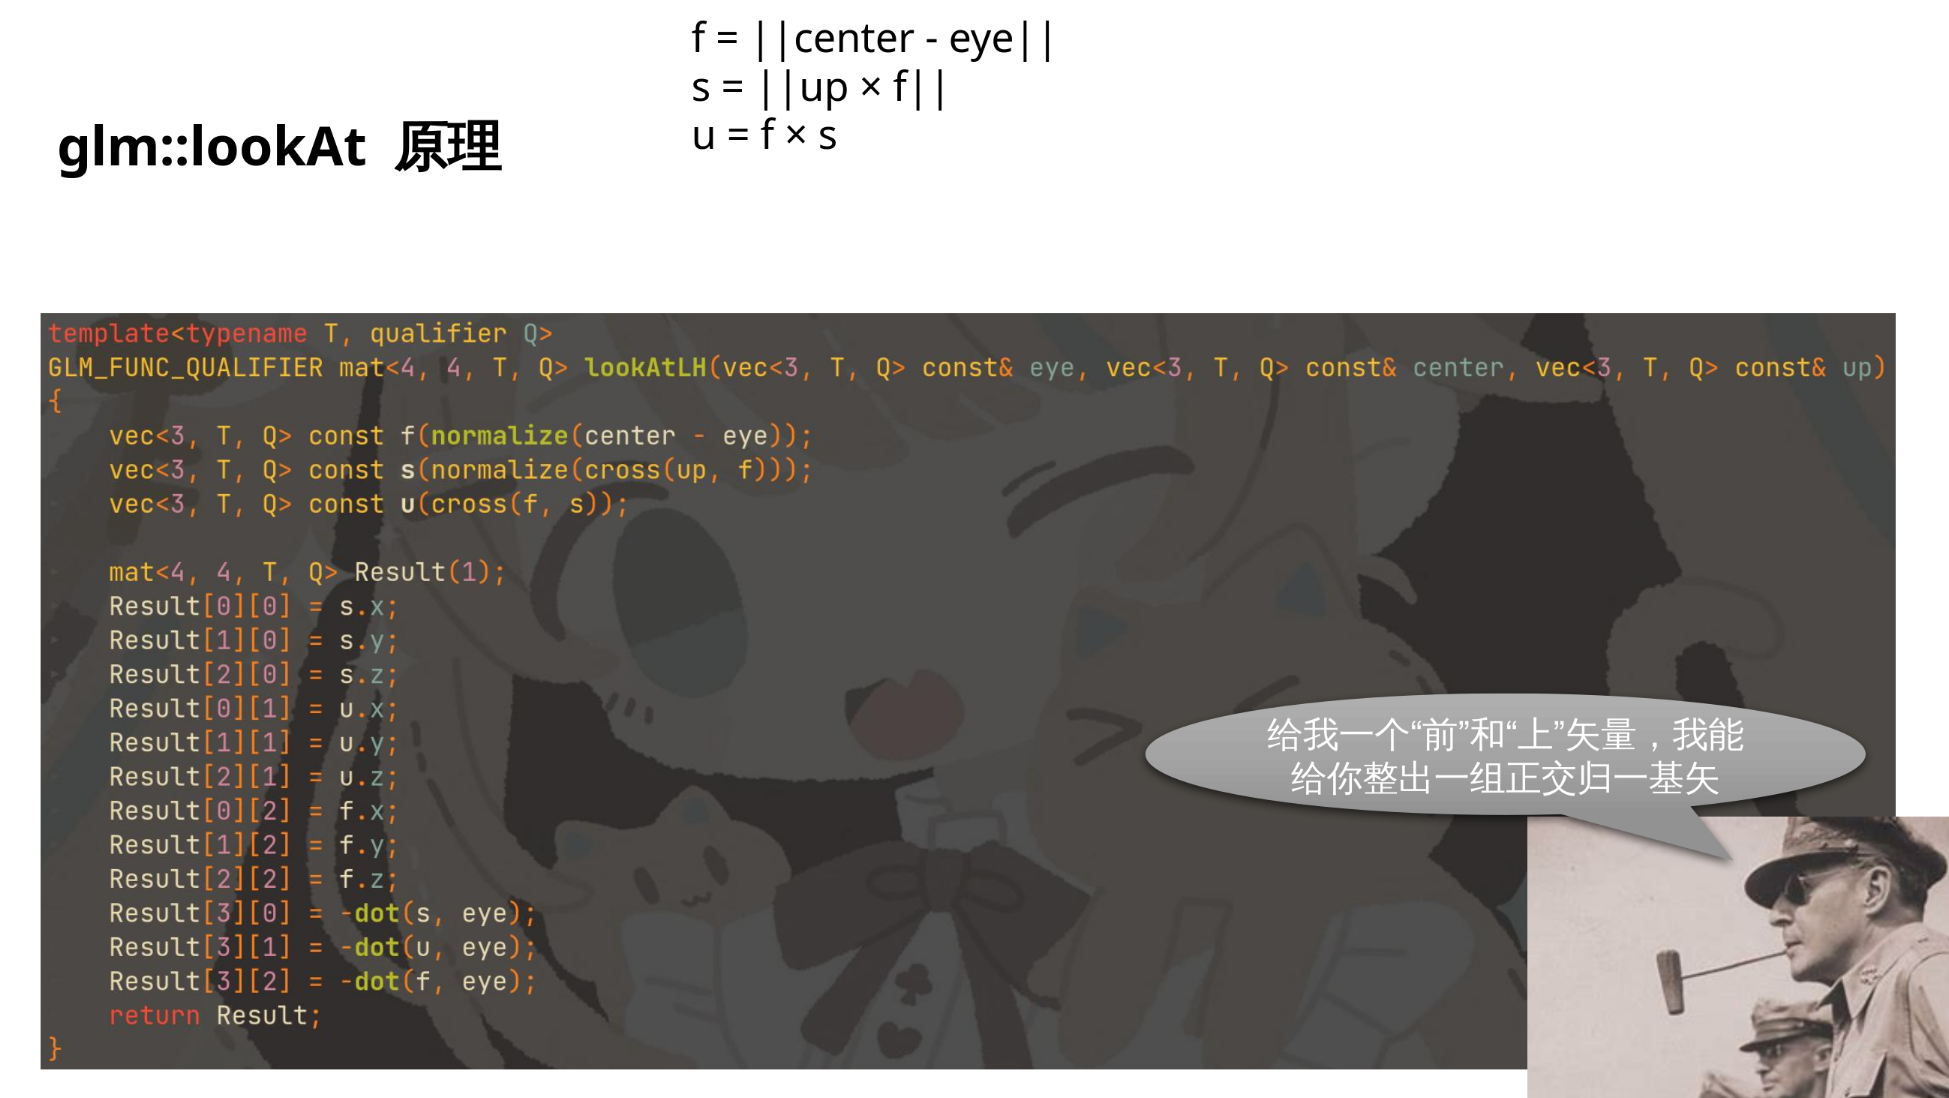 f = ||center - eye||
s = ||up × f||
u = f × s
glm::lookAt 原理
template<typename T, qualifier Q>
GLM_FUNC_QUALIFIER mat<4, 4, T, Q> lookAtLH(vec<3, T, Q> const& eye, vec<3, T, Q> const& center, vec<3, T, Q> const& up)
{
    vec<3, T, Q> const f(normalize(center - eye));
    vec<3, T, Q> const s(normalize(cross(up, f)));
    vec<3, T, Q> const u(cross(f, s));
    mat<4, 4, T, Q> Result(1);
    Result[0][0] = s.x;
    Result[1][0] = s.y;
    Result[2][0] = s.z;
    Result[0][1] = u.x;
    Result[1][1] = u.y;
    Result[2][1] = u.z;
    Result[0][2] = f.x;
    Result[1][2] = f.y;
    Result[2][2] = f.z;
    Result[3][0] = -dot(s, eye);
    Result[3][1] = -dot(u, eye);
    Result[3][2] = -dot(f, eye);
    return Result;
}
给我一个“前”和“上”矢量，我能
给你整出一组正交归一基矢